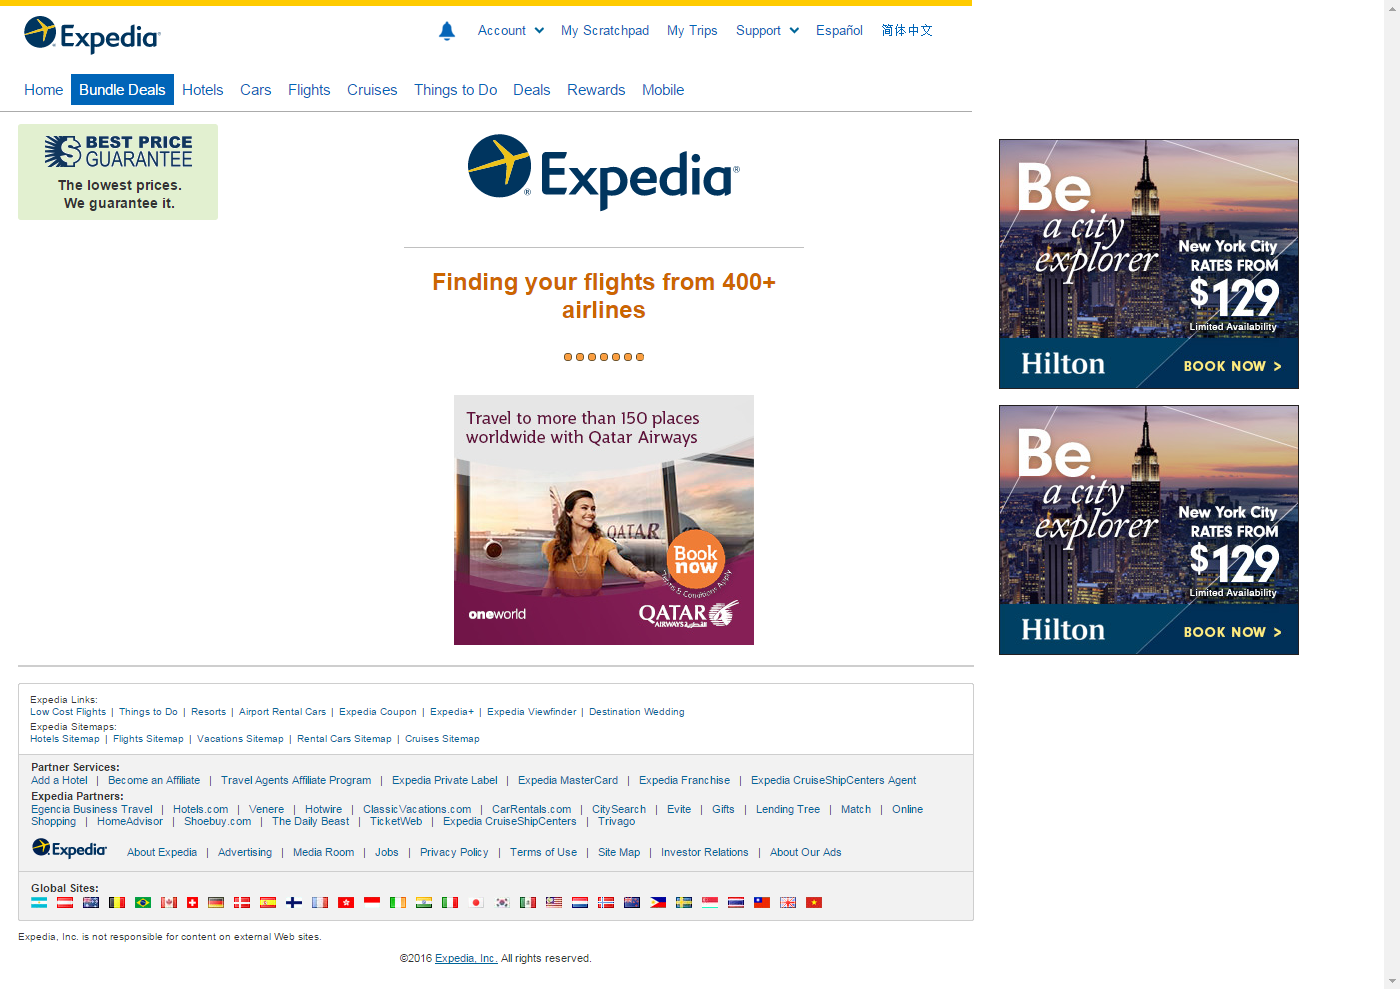 Expedia
Account My Scratchpad My Trips Support Español 简体中文
Home Bundle Deals Hotels Cars Flights Cruises Things to Do Deals Rewards Mobile
BEST PRICE
GUARANTEE
The lowest prices.
We guarantee it.
Expedia®
Finding your flights from 400+
airlines
Travel to more than 150 places
worldwide with Qatar Airways
QATAR
Book
now
Terms & Conditions Apply
oneworld
QATAR
AIRWAYS القطرية
Be
a city
explorer
New York City
RATES FROM
$129
Limited Availability
Hilton
BOOK NOW >
Be
a city
explorer
New York City
RATES FROM
$129
Limited Availability
Hilton
BOOK NOW >
Expedia Links:
Low Cost Flights | Things to Do | Resorts | Airport Rental Cars | Expedia Coupon | Expedia+ | Expedia Viewfinder | Destination Wedding
Expedia Sitemaps:
Hotels Sitemap | Flights Sitemap | Vacations Sitemap | Rental Cars Sitemap | Cruises Sitemap
Partner Services:
Add a Hotel | Become an Affiliate | Travel Agents Affiliate Program | Expedia Private Label | Expedia MasterCard | Expedia Franchise | Expedia CruiseShipCenters Agent
Expedia Partners:
Egencia Business Travel | Hotels.com | Venere | Hotwire | ClassicVacations.com | CarRentals.com | CitySearch | Evite | Gifts | Lending Tree | Match | Online
Shopping | HomeAdvisor | Shoebuy.com | The Daily Beast | TicketWeb | Expedia CruiseShipCenters | Trivago
Expedia About Expedia | Advertising | Media Room | Jobs | Privacy Policy | Terms of Use | Site Map | Investor Relations | About Our Ads
Global Sites:
Expedia, Inc. is not responsible for content on external Web sites.
©2016 Expedia, Inc. All rights reserved.